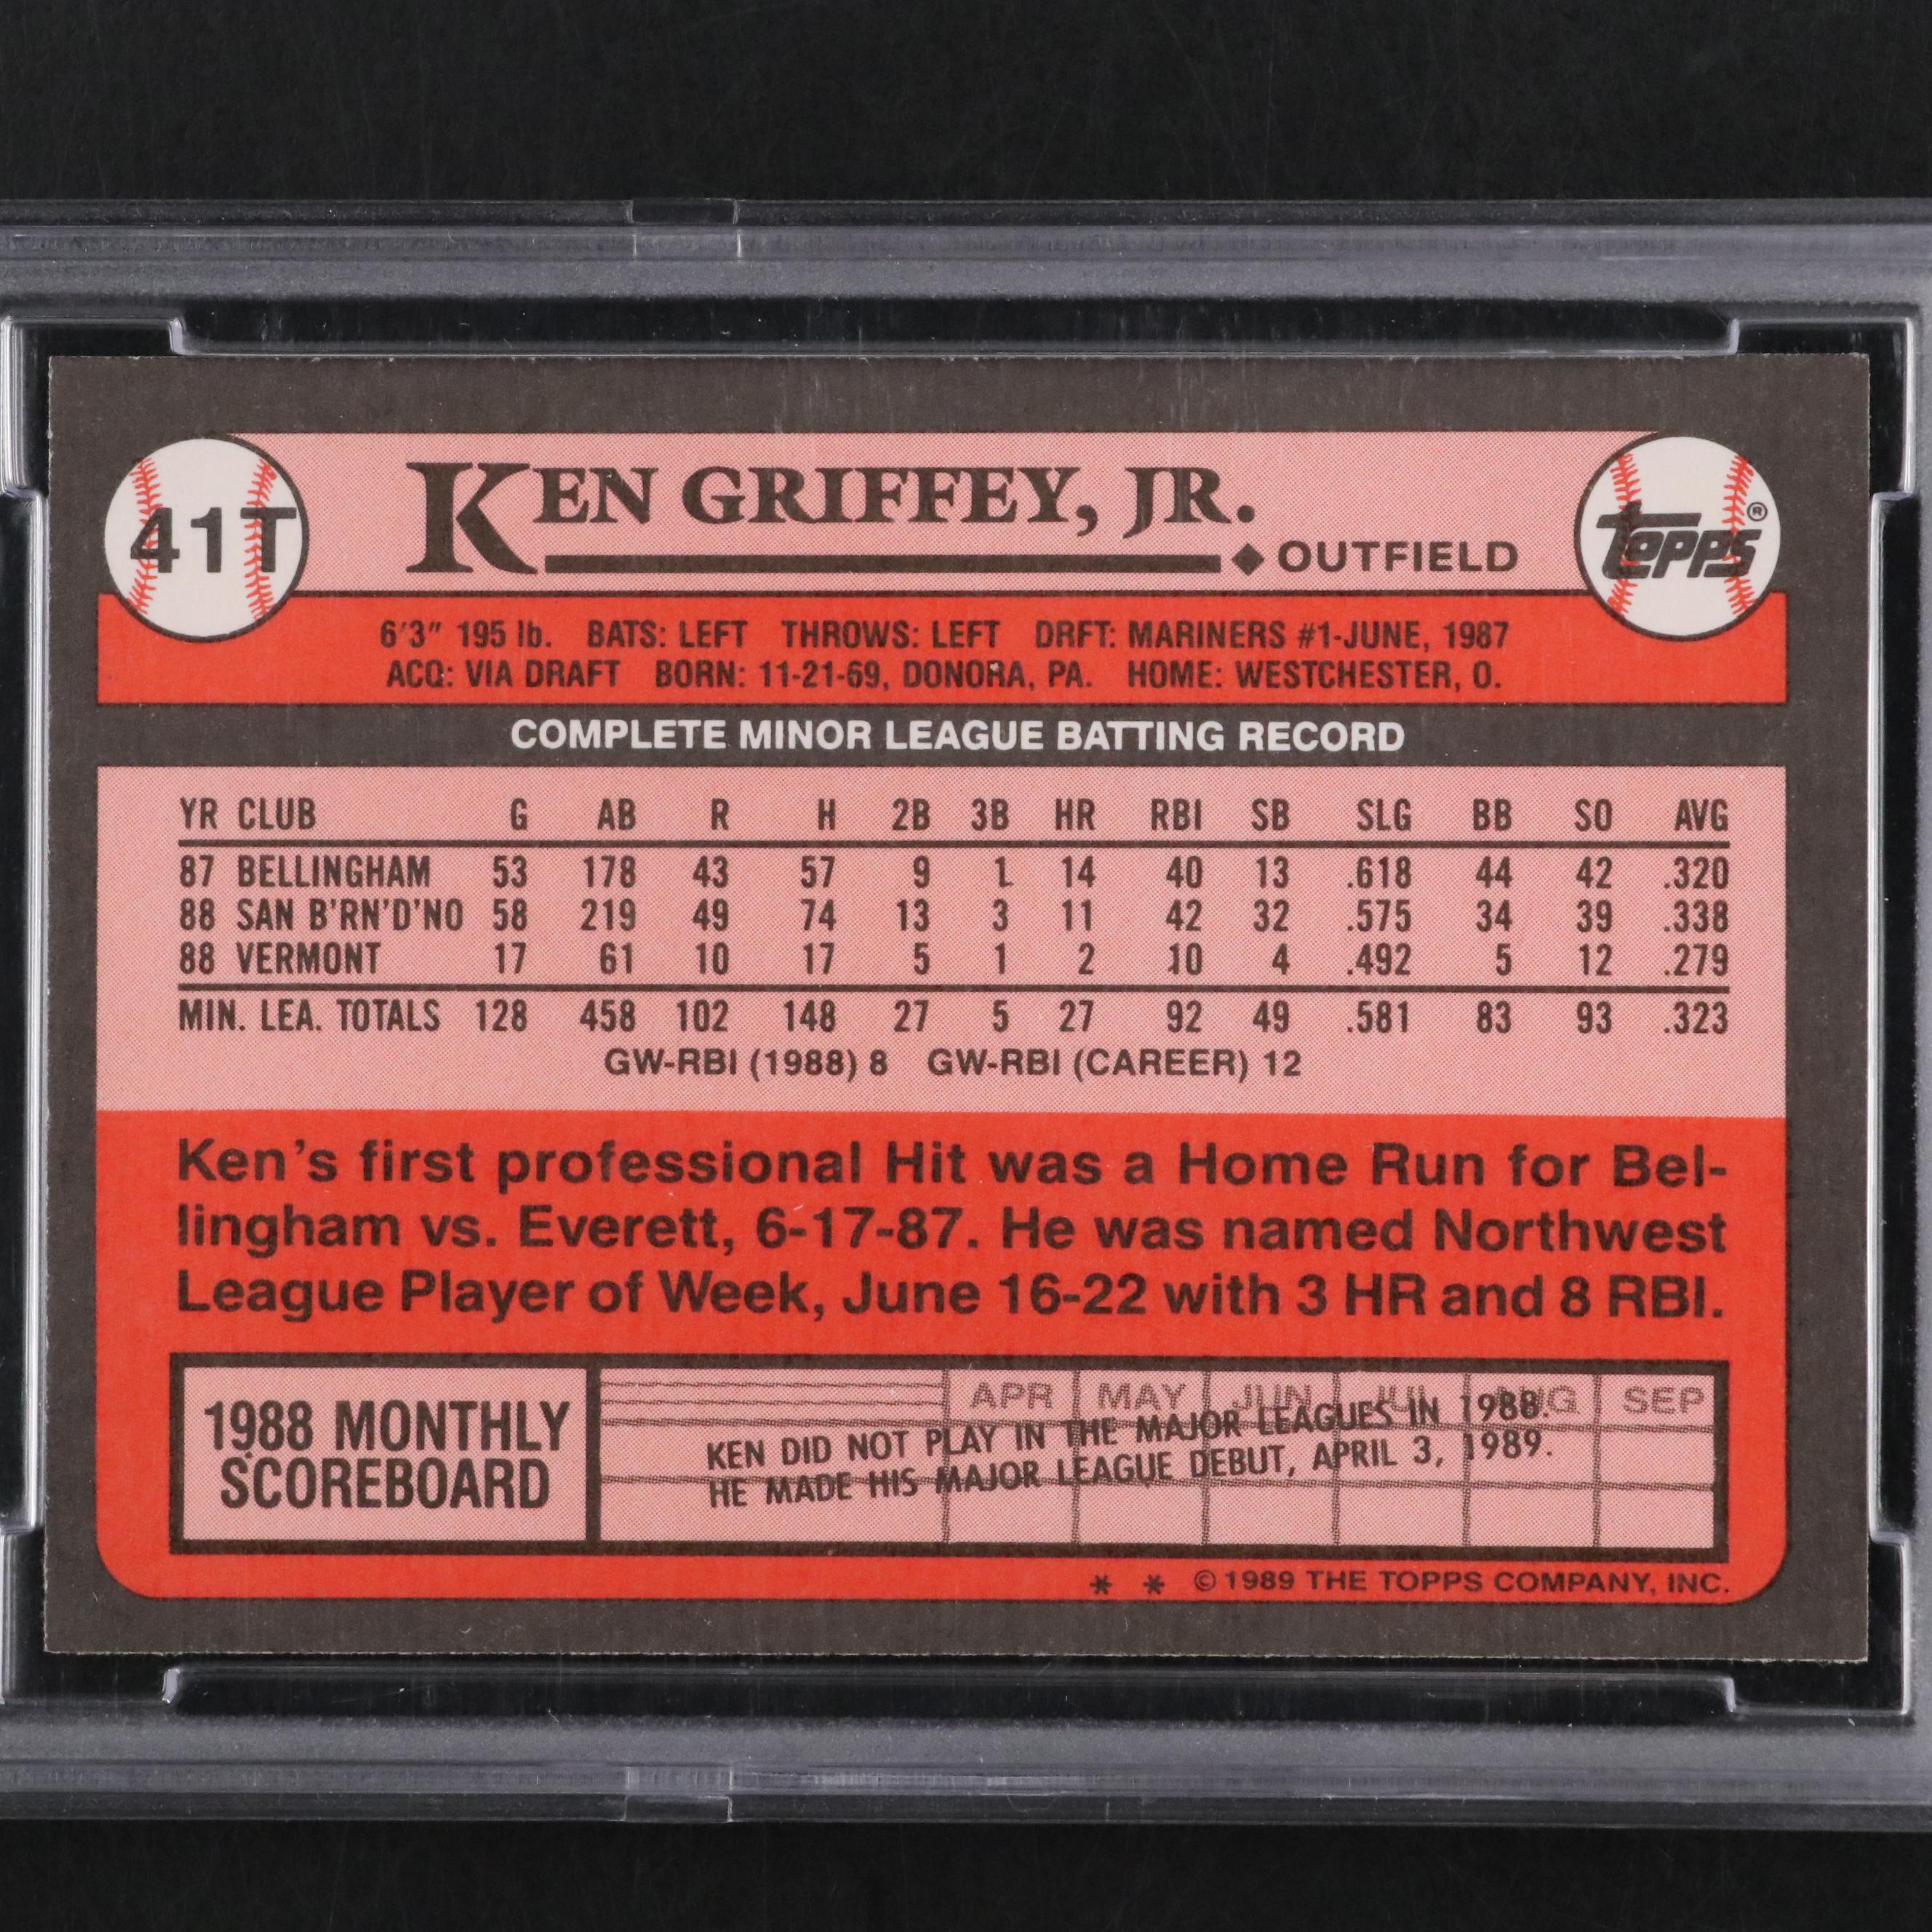 41T
KEN GRIFFEY, JR.
◆ OUTFIELD
Topps®
6'3" 195 lb. BATS: LEFT THROWS: LEFT DRFT: MARINERS #1-JUNE, 1987
ACQ: VIA DRAFT BORN: 11-21-69, DONORA, PA. HOME: WESTCHESTER, O.
COMPLETE MINOR LEAGUE BATTING RECORD
YR CLUB G AB R H 2B 3B HR RBI SB SLG BB SO AVG
87 BELLINGHAM 53 178 43 57 9 1 14 40 13 .618 44 42 .320
88 SAN B'RN'D'NO 58 219 49 74 13 3 11 42 32 .575 34 39 .338
88 VERMONT 17 61 10 17 5 1 2 10 4 .492 5 12 .279
MIN. LEA. TOTALS 128 458 102 148 27 5 27 92 49 .581 83 93 .323
GW-RBI (1988) 8 GW-RBI (CAREER) 12
Ken's first professional Hit was a Home Run for Bel-
lingham vs. Everett, 6-17-87. He was named Northwest
League Player of Week, June 16-22 with 3 HR and 8 RBI.
1988 MONTHLY
SCOREBOARD
APR MAY JUN JUL AUG SEP
KEN DID NOT PLAY IN THE MAJOR LEAGUES IN 1988.
HE MADE HIS MAJOR LEAGUE DEBUT, APRIL 3, 1989.
* * © 1989 THE TOPPS COMPANY, INC.